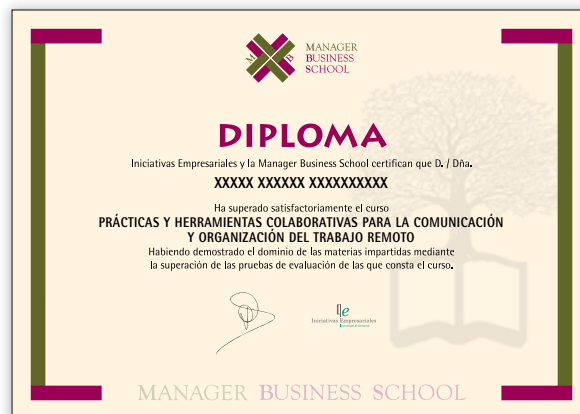 M B
MANAGER
BUSINESS
SCHOOL
DIPLOMA
Iniciativas Empresariales y la Manager Business School certifican que D. / Dña.
XXXXX XXXXXX XXXXXXXXXX
Ha superado satisfactoriamente el curso
PRÁCTICAS Y HERRAMIENTAS COLABORATIVAS PARA LA COMUNICACIÓN
Y ORGANIZACIÓN DEL TRABAJO REMOTO
Habiendo demostrado el dominio de las materias impartidas mediante
la superación de las pruebas de evaluación de las que consta el curso.
Iniciativas Empresariales
MANAGER BUSINESS SCHOOL